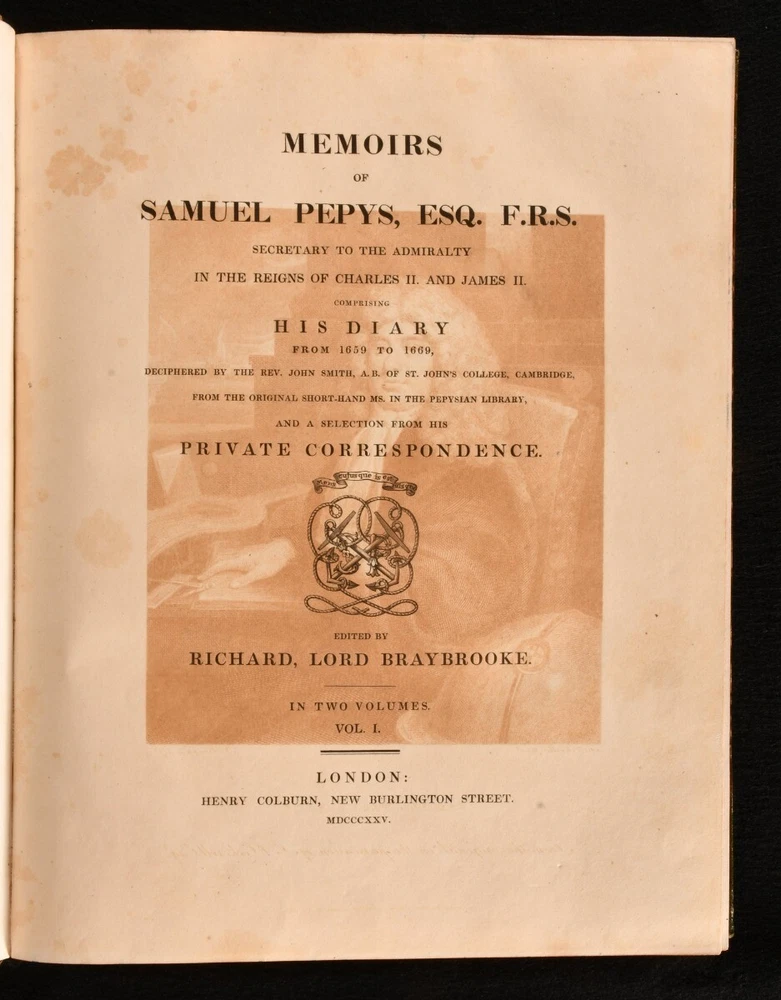 MEMOIRS
OF
SAMUEL PEPYS, ESQ. F.R.S.
SECRETARY TO THE ADMIRALTY
IN THE REIGNS OF CHARLES II. AND JAMES II.
COMPRISING
HIS DIARY
FROM 1659 TO 1669,
DECIPHERED BY THE REV. JOHN SMITH, A.B. OF ST. JOHN'S COLLEGE, CAMBRIDGE,
FROM THE ORIGINAL SHORT-HAND MS. IN THE PEPYSIAN LIBRARY,
AND A SELECTION FROM HIS
PRIVATE CORRESPONDENCE.
cujusque is est
EDITED BY
RICHARD, LORD BRAYBROOKE.
IN TWO VOLUMES.
VOL. I.
LONDON:
HENRY COLBURN, NEW BURLINGTON STREET.
MDCCCXXV.